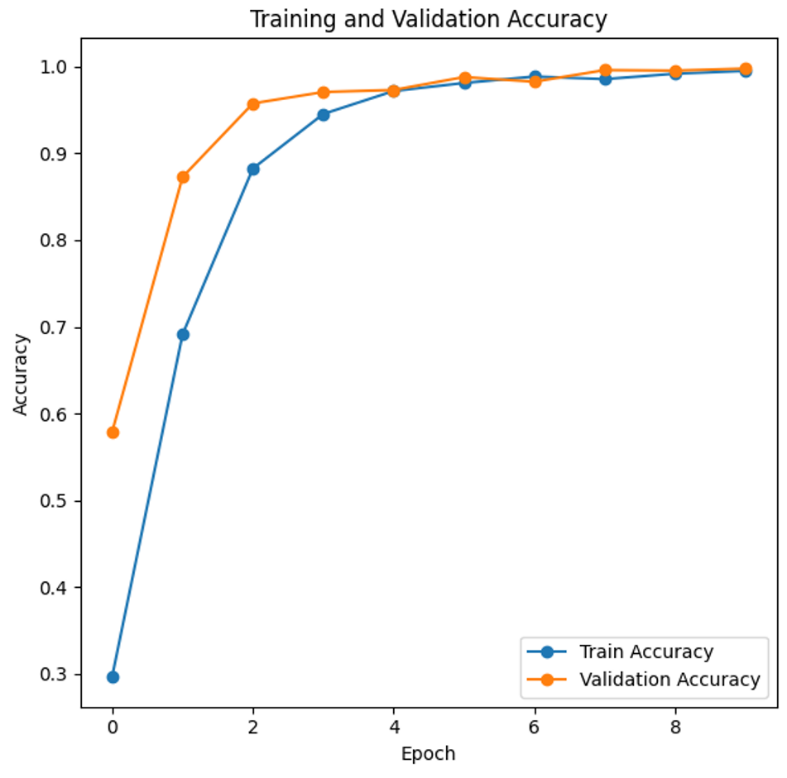 Training and Validation Accuracy
1.0
0.9
0.8
0.7
0.6
0.5
0.4
0.3
Accuracy
0 2 4 6 8
Epoch
Train Accuracy
Validation Accuracy